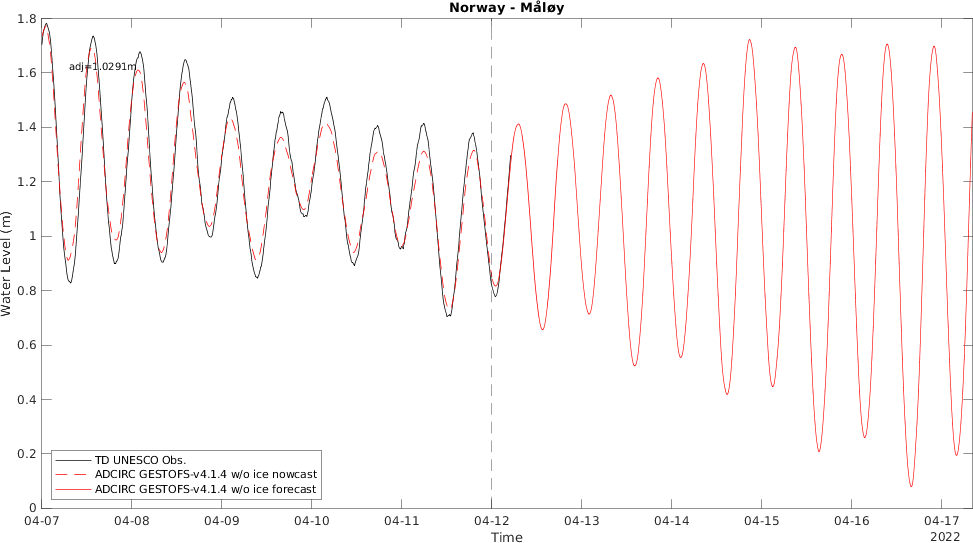 Norway - Måløy
1.8
1.6
1.4
1.2
1
0.8
0.6
0.4
0.2
0
Water Level (m)
adj=1.0291m
TD UNESCO Obs.
ADCIRC GESTOFS-v4.1.4 w/o ice nowcast
ADCIRC GESTOFS-v4.1.4 w/o ice forecast
04-07 04-08 04-09 04-10 04-11 04-12 04-13 04-14 04-15 04-16 04-17
Time
2022